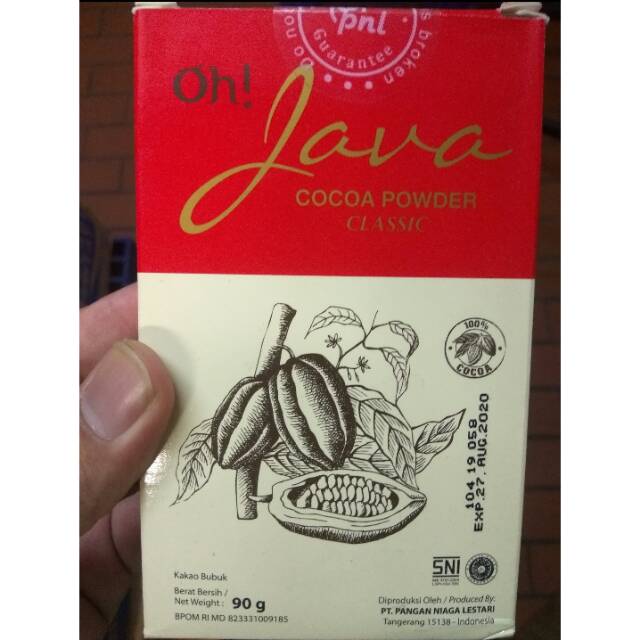 pnl
Guarantee
broken
Oh!
Java
COCOA POWDER
CLASSIC
100%
COCOA
104 19 058
EXP.27. AUG.2020
Kakao Bubuk
Berat Bersih /
Net Weight : 90 g
BPOM RI MD 823331009185
SNI
Diproduksi Oleh / Produced By:
PT. PANGAN NIAGA LESTARI
Tangerang 15138 - Indonesia